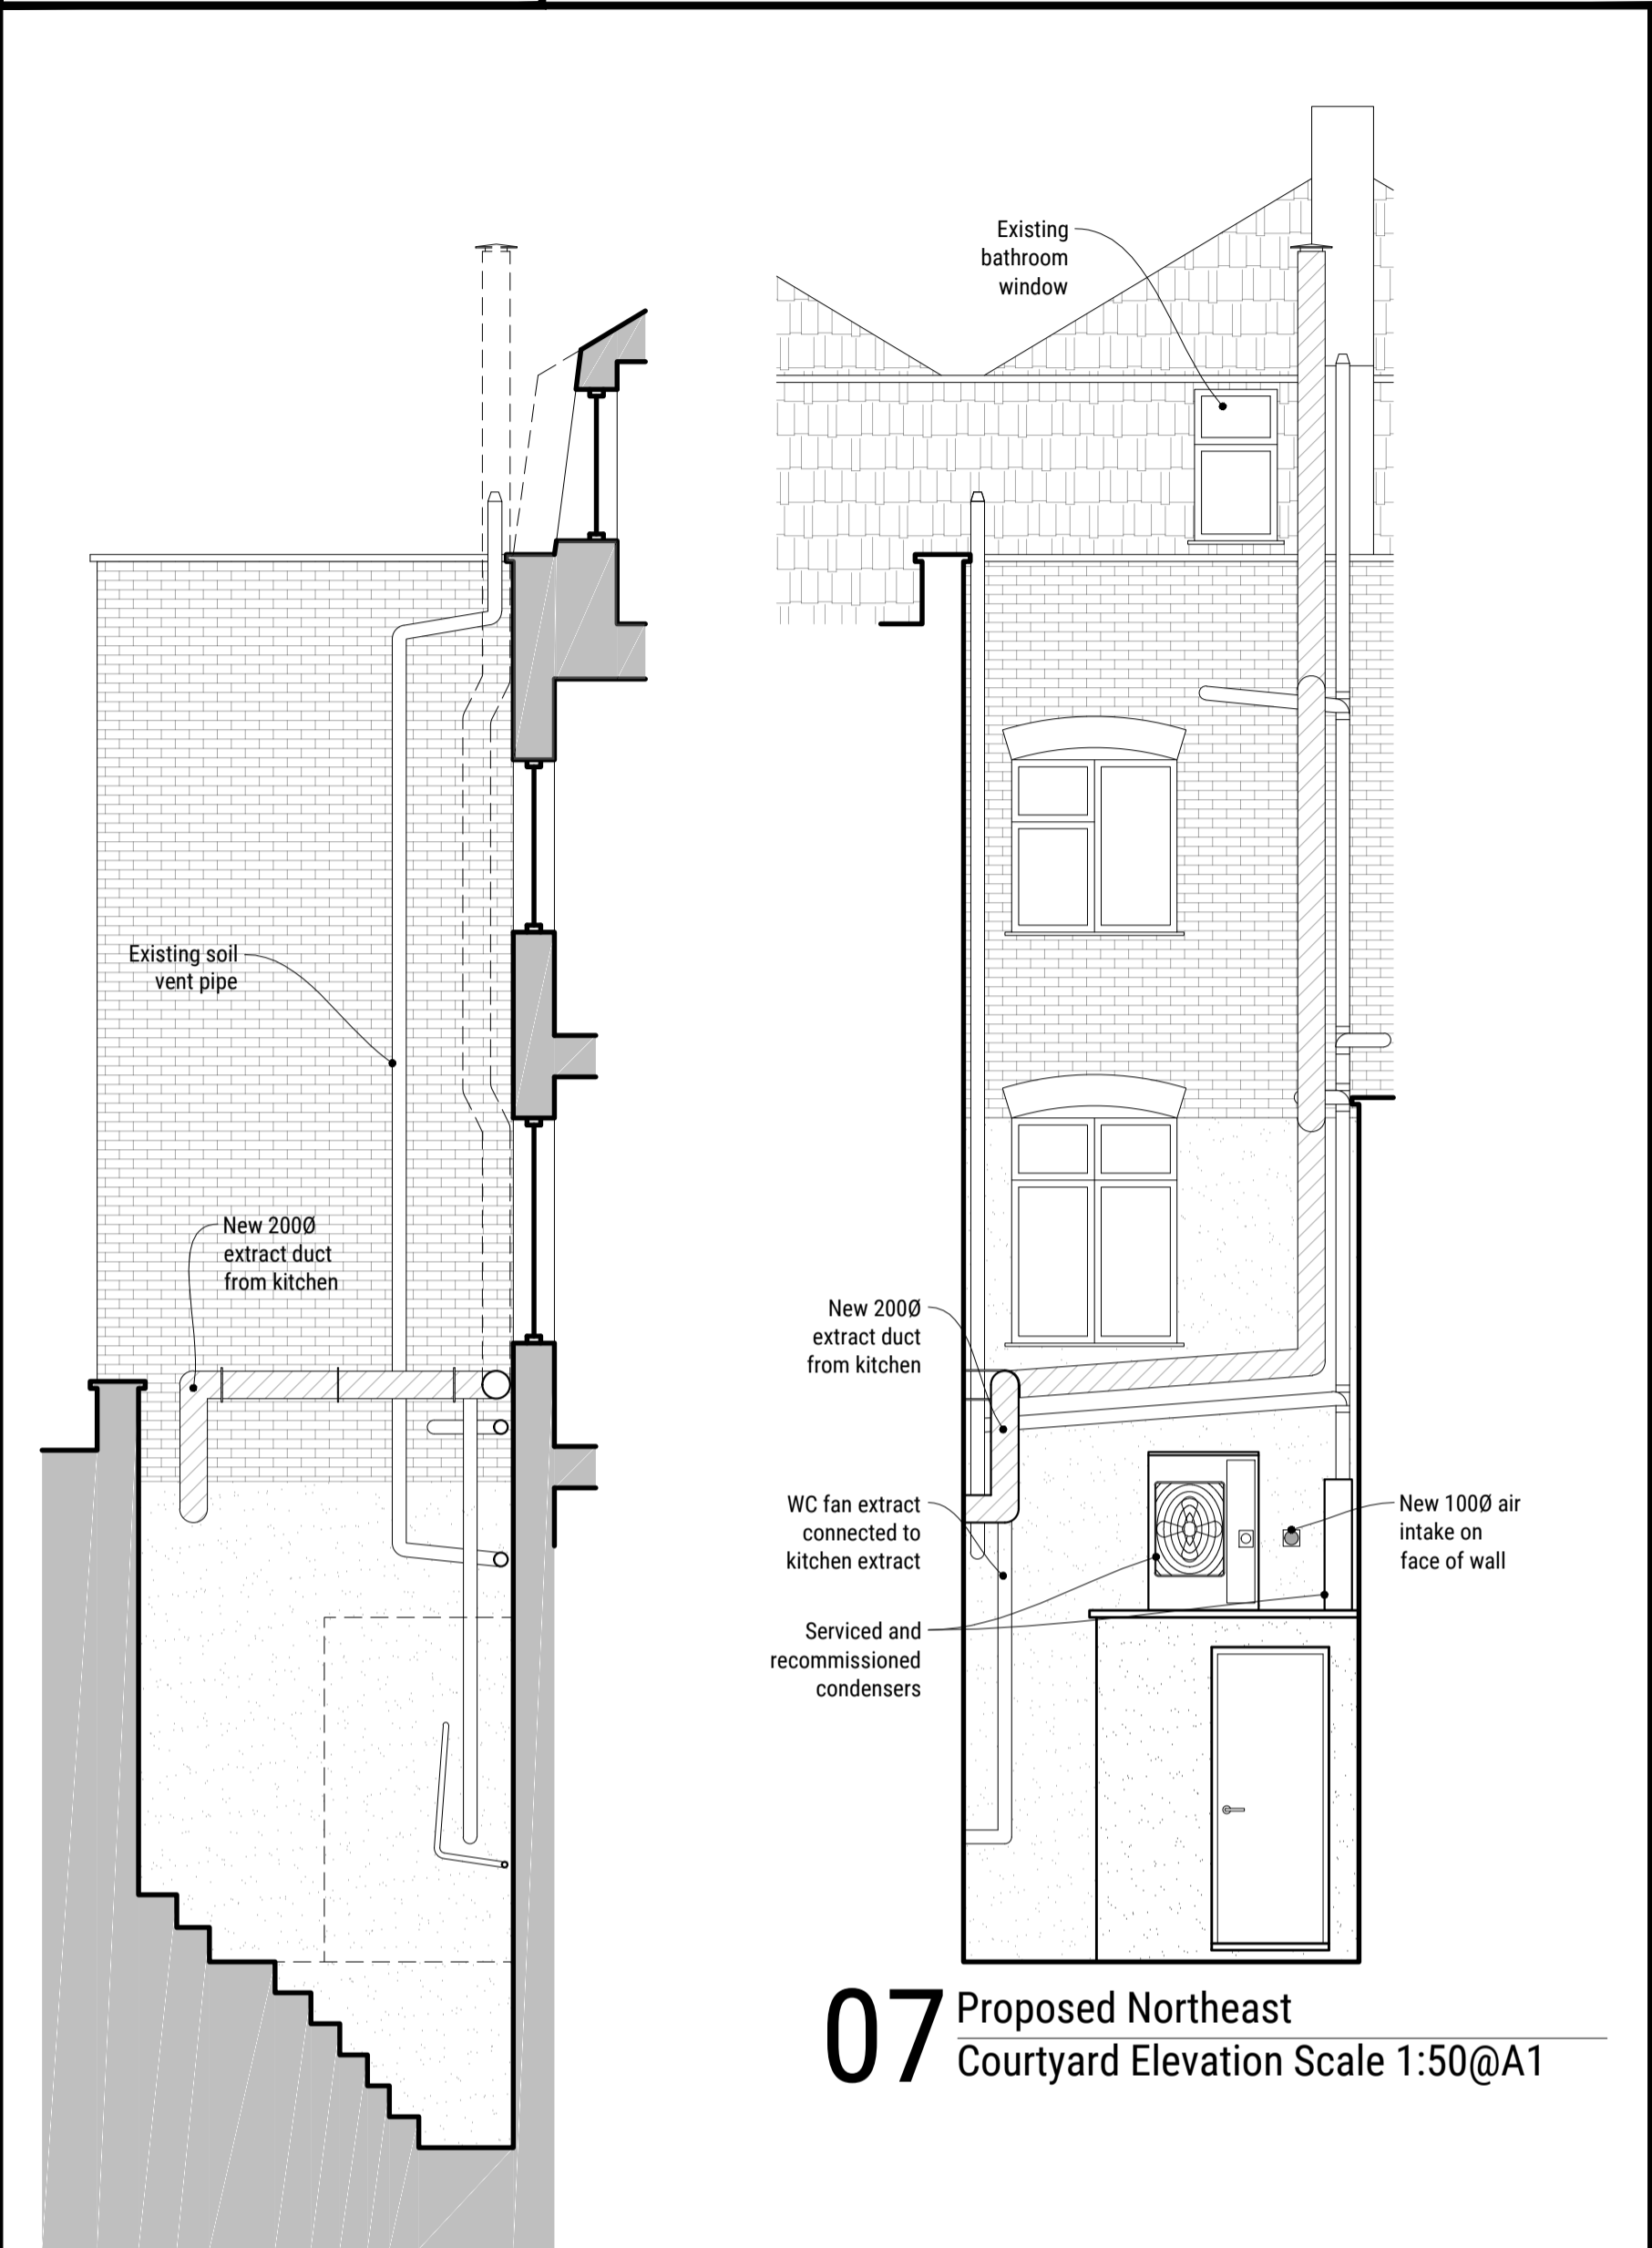 Existing
bathroom
window
Existing soil
vent pipe
New 200Ø
extract duct
from kitchen
New 200Ø
extract duct
from kitchen
WC fan extract
connected to
kitchen extract
New 100Ø air
intake on
face of wall
Serviced and
recommissioned
condensers
07
Proposed Northeast
Courtyard Elevation Scale 1:50@A1